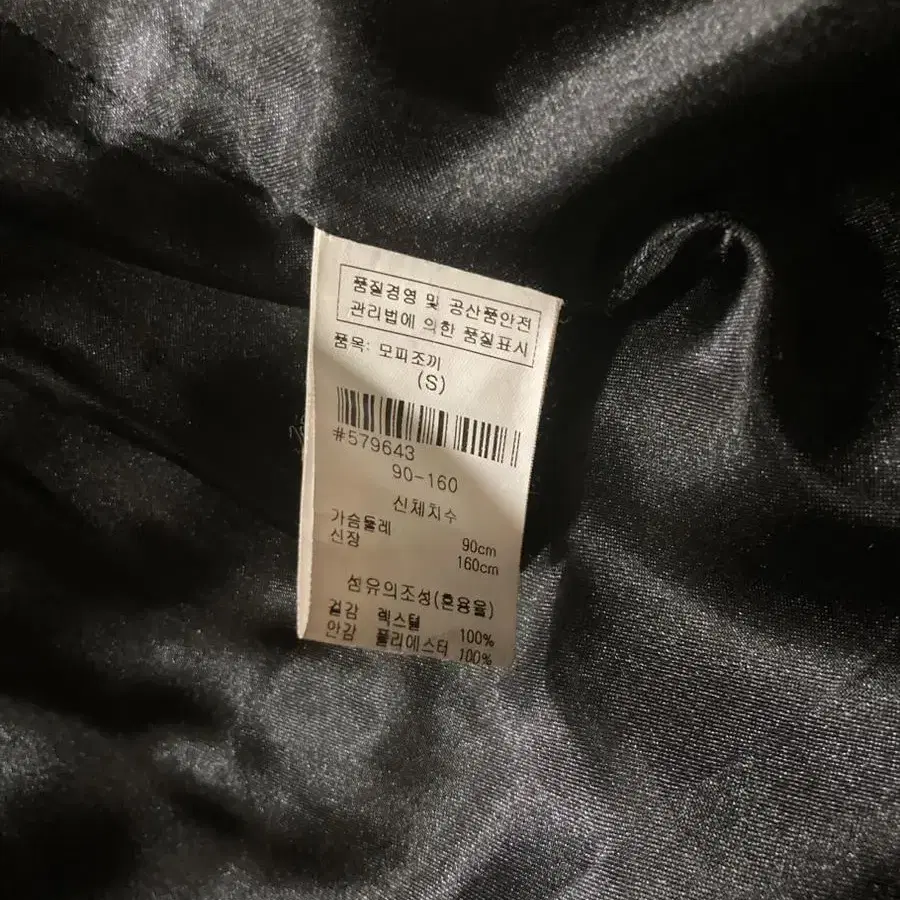 품질경영 및 공산품안전
관리법에 의한 품질표시
품목: 모피조끼
(S)
#579643
90-160
신체치수
가슴둘레 90cm
신장 160cm
섬유의조성(혼용율)
겉감 렉스털 100%
안감 폴리에스터 100%